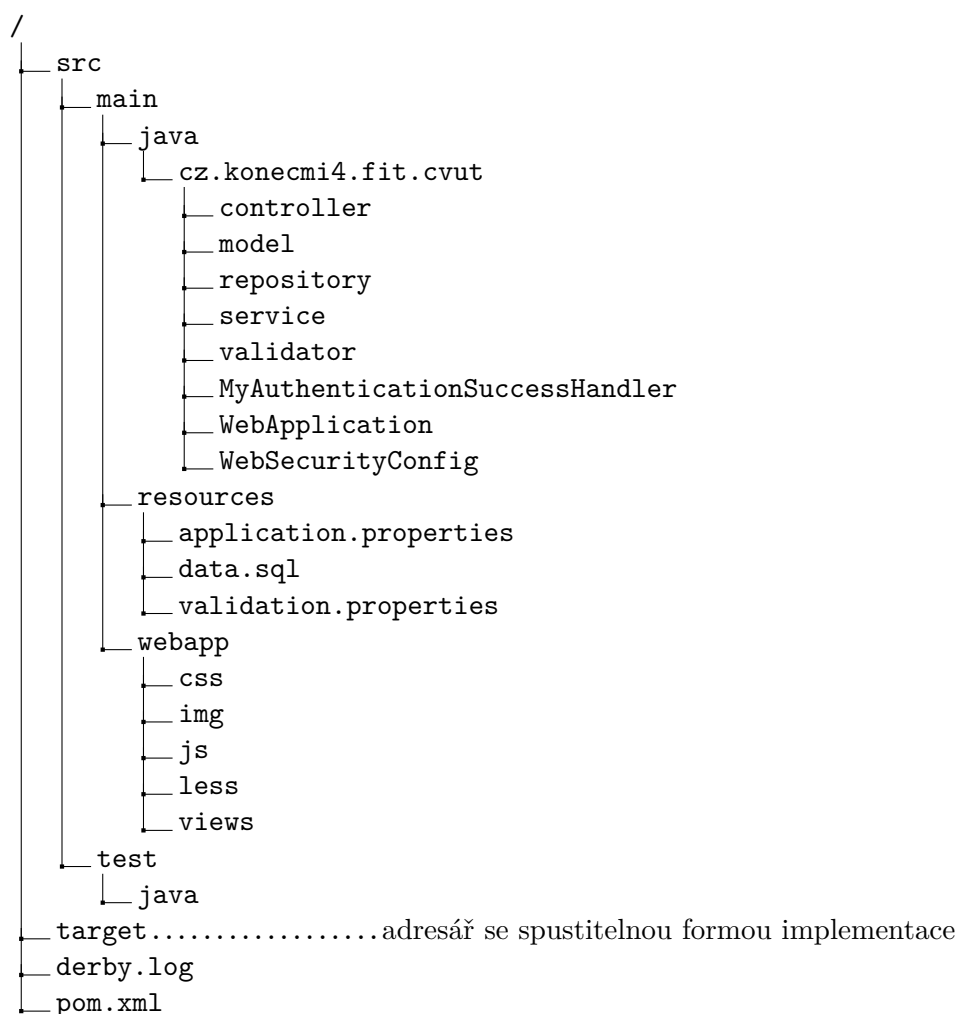 /
src
main
java
cz.konecmi4.fit.cvut
controller
model
repository
service
validator
MyAuthenticationSuccessHandler
WebApplication
WebSecurityConfig
resources
application.properties
data.sql
validation.properties
webapp
css
img
js
less
views
test
java
target..................adresář se spustitelnou formou implementace
derby.log
pom.xml